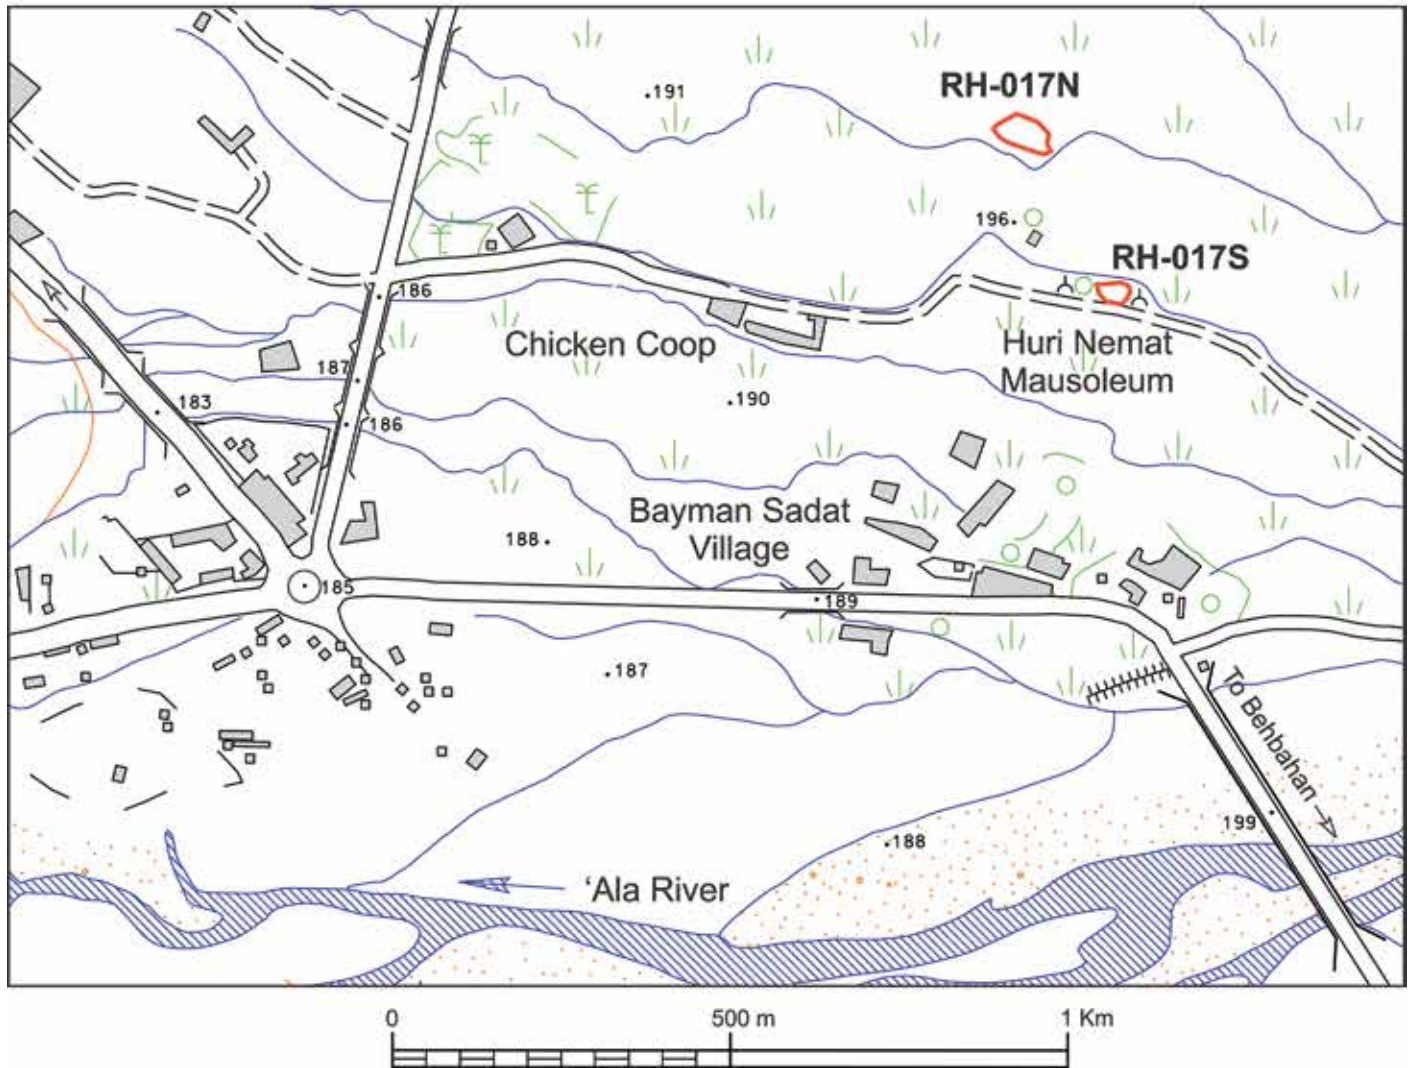 RH-017N
191
196
RH-017S
186
Chicken Coop
Huri Nemat
Mausoleum
187
190
183
186
Bayman Sadat
Village
188
185
189
187
To Behbahan
199
188
'Ala River
0 500 m 1 Km